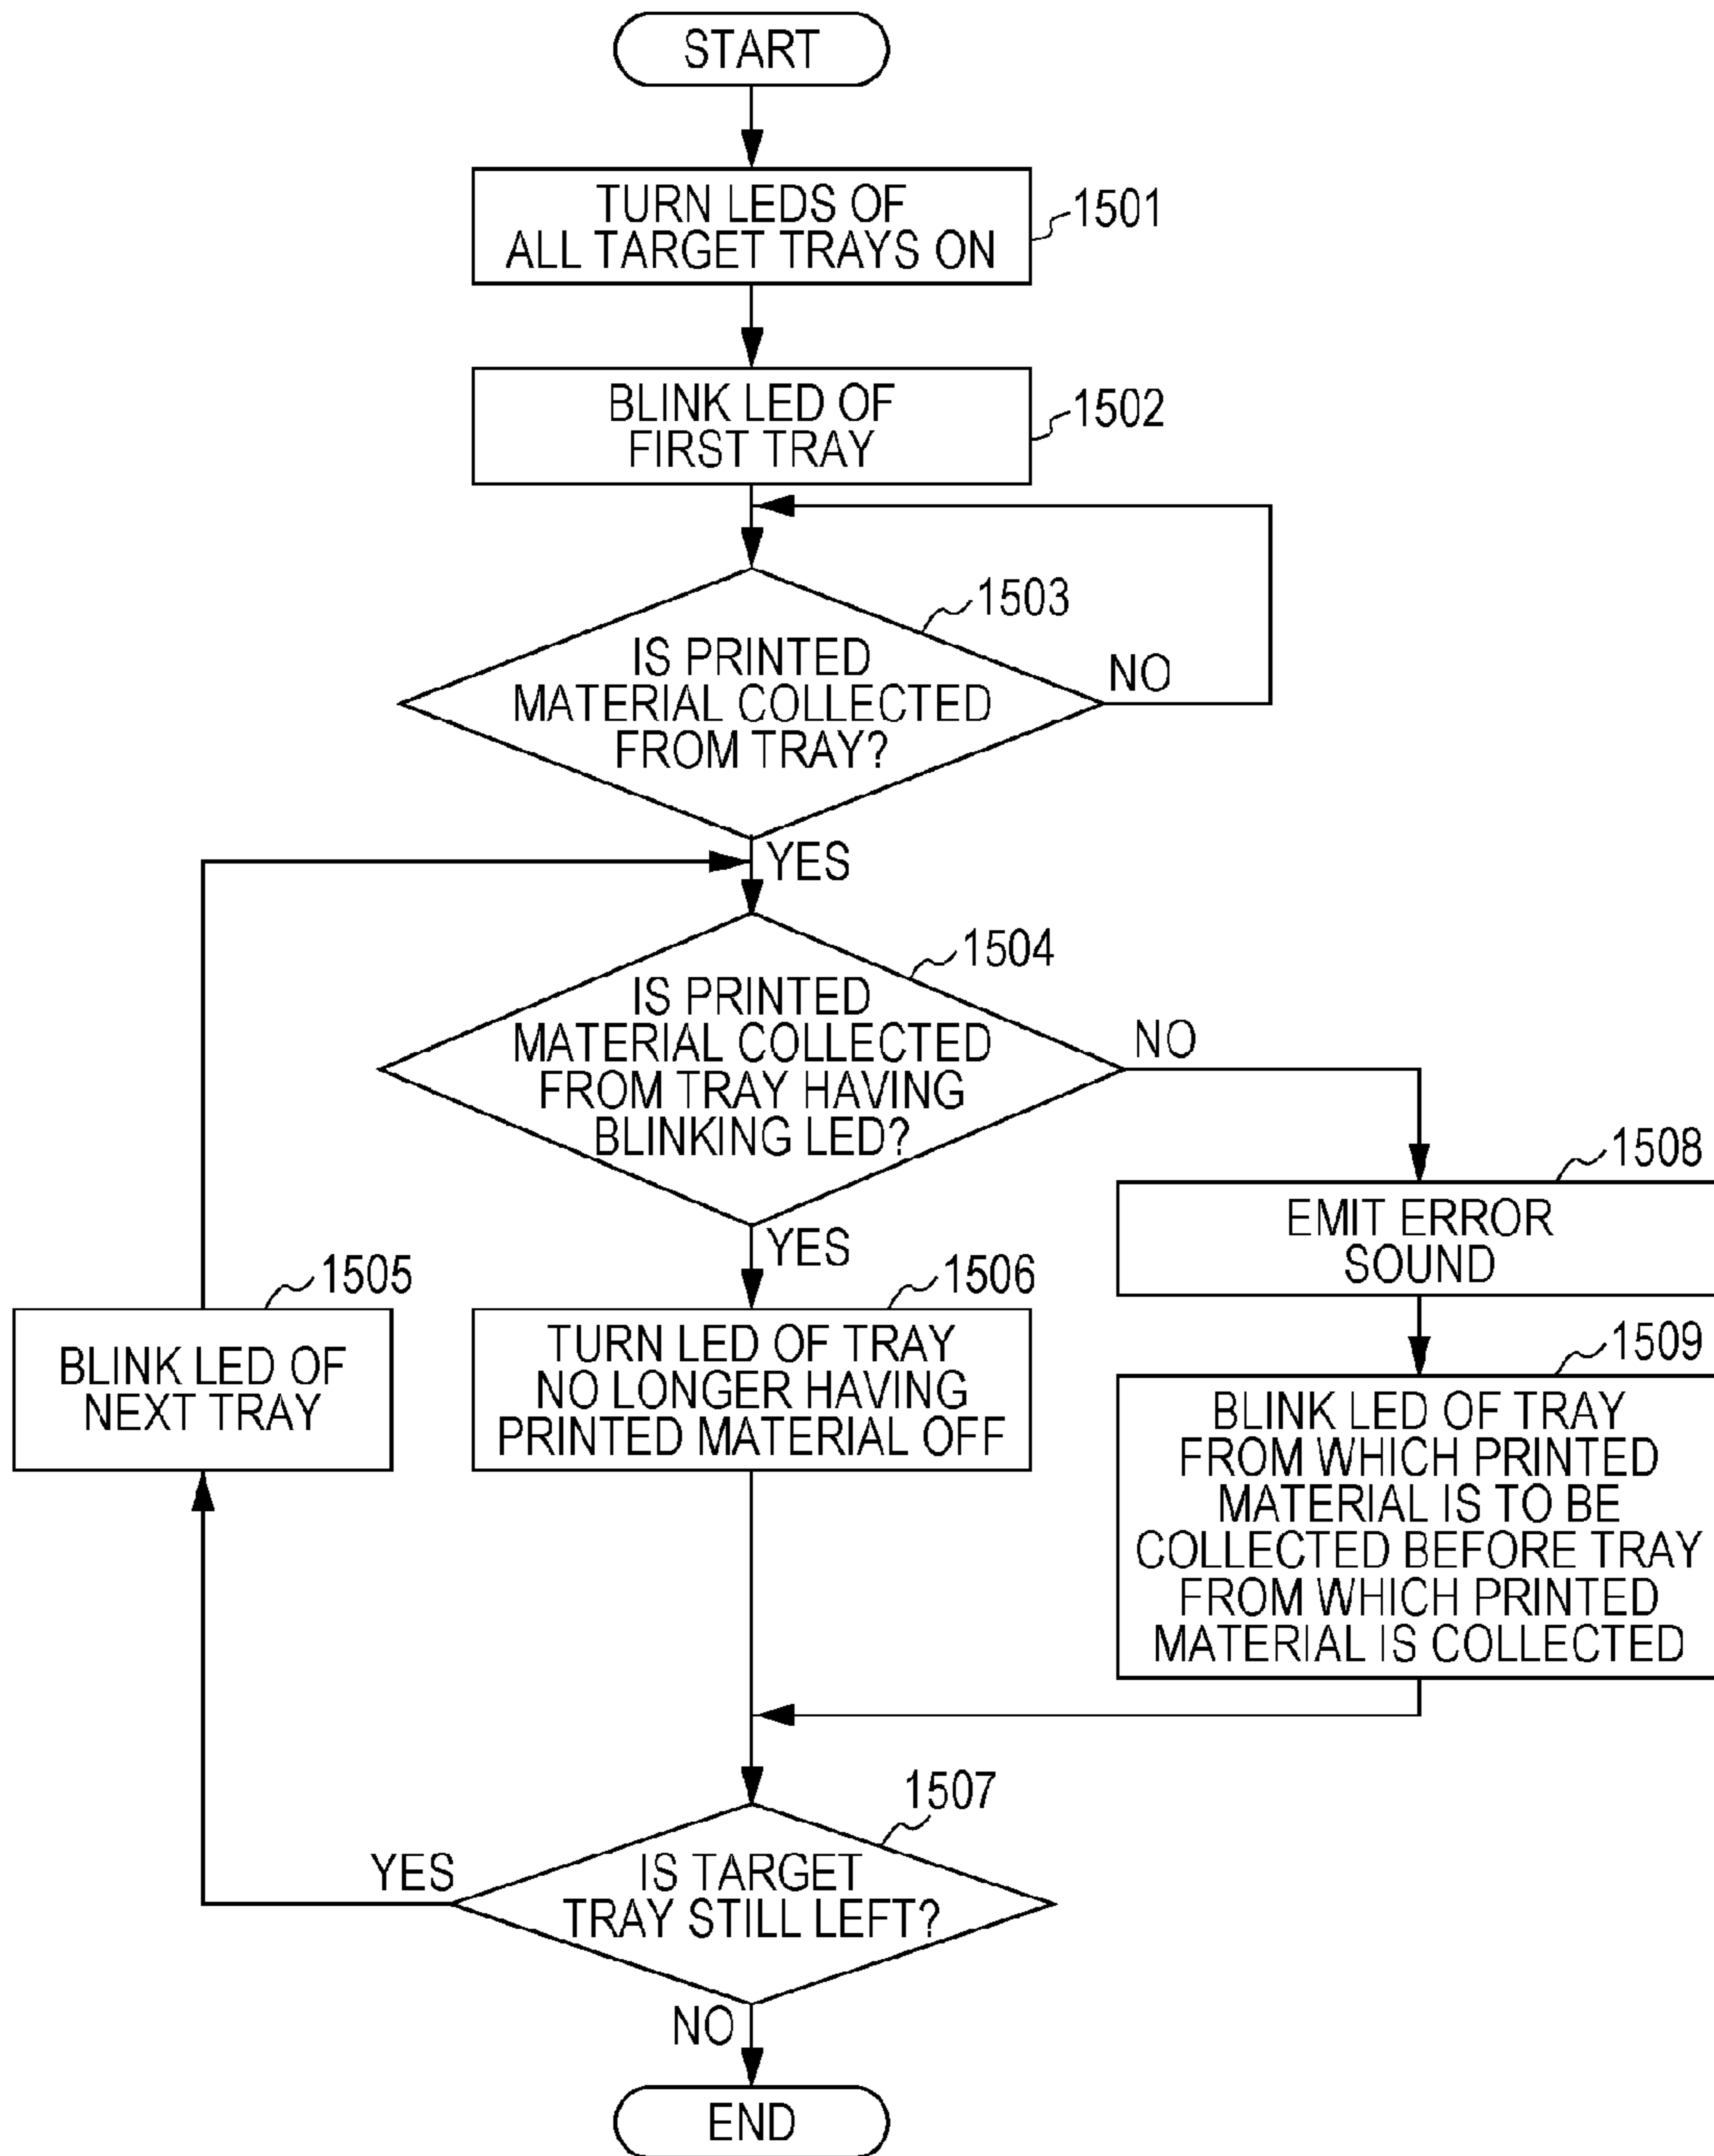 START
TURN LEDS OF
ALL TARGET TRAYS ON
1501
BLINK LED OF
FIRST TRAY
1502
1503
IS PRINTED
MATERIAL COLLECTED
FROM TRAY?
NO
YES
1504
IS PRINTED
MATERIAL COLLECTED
FROM TRAY HAVING
BLINKING LED?
NO
YES
1508
EMIT ERROR
SOUND
1505
BLINK LED OF
NEXT TRAY
1506
TURN LED OF TRAY
NO LONGER HAVING
PRINTED MATERIAL OFF
1509
BLINK LED OF TRAY
FROM WHICH PRINTED
MATERIAL IS TO BE
COLLECTED BEFORE TRAY
FROM WHICH PRINTED
MATERIAL IS COLLECTED
1507
YES
IS TARGET
TRAY STILL LEFT?
NO
END